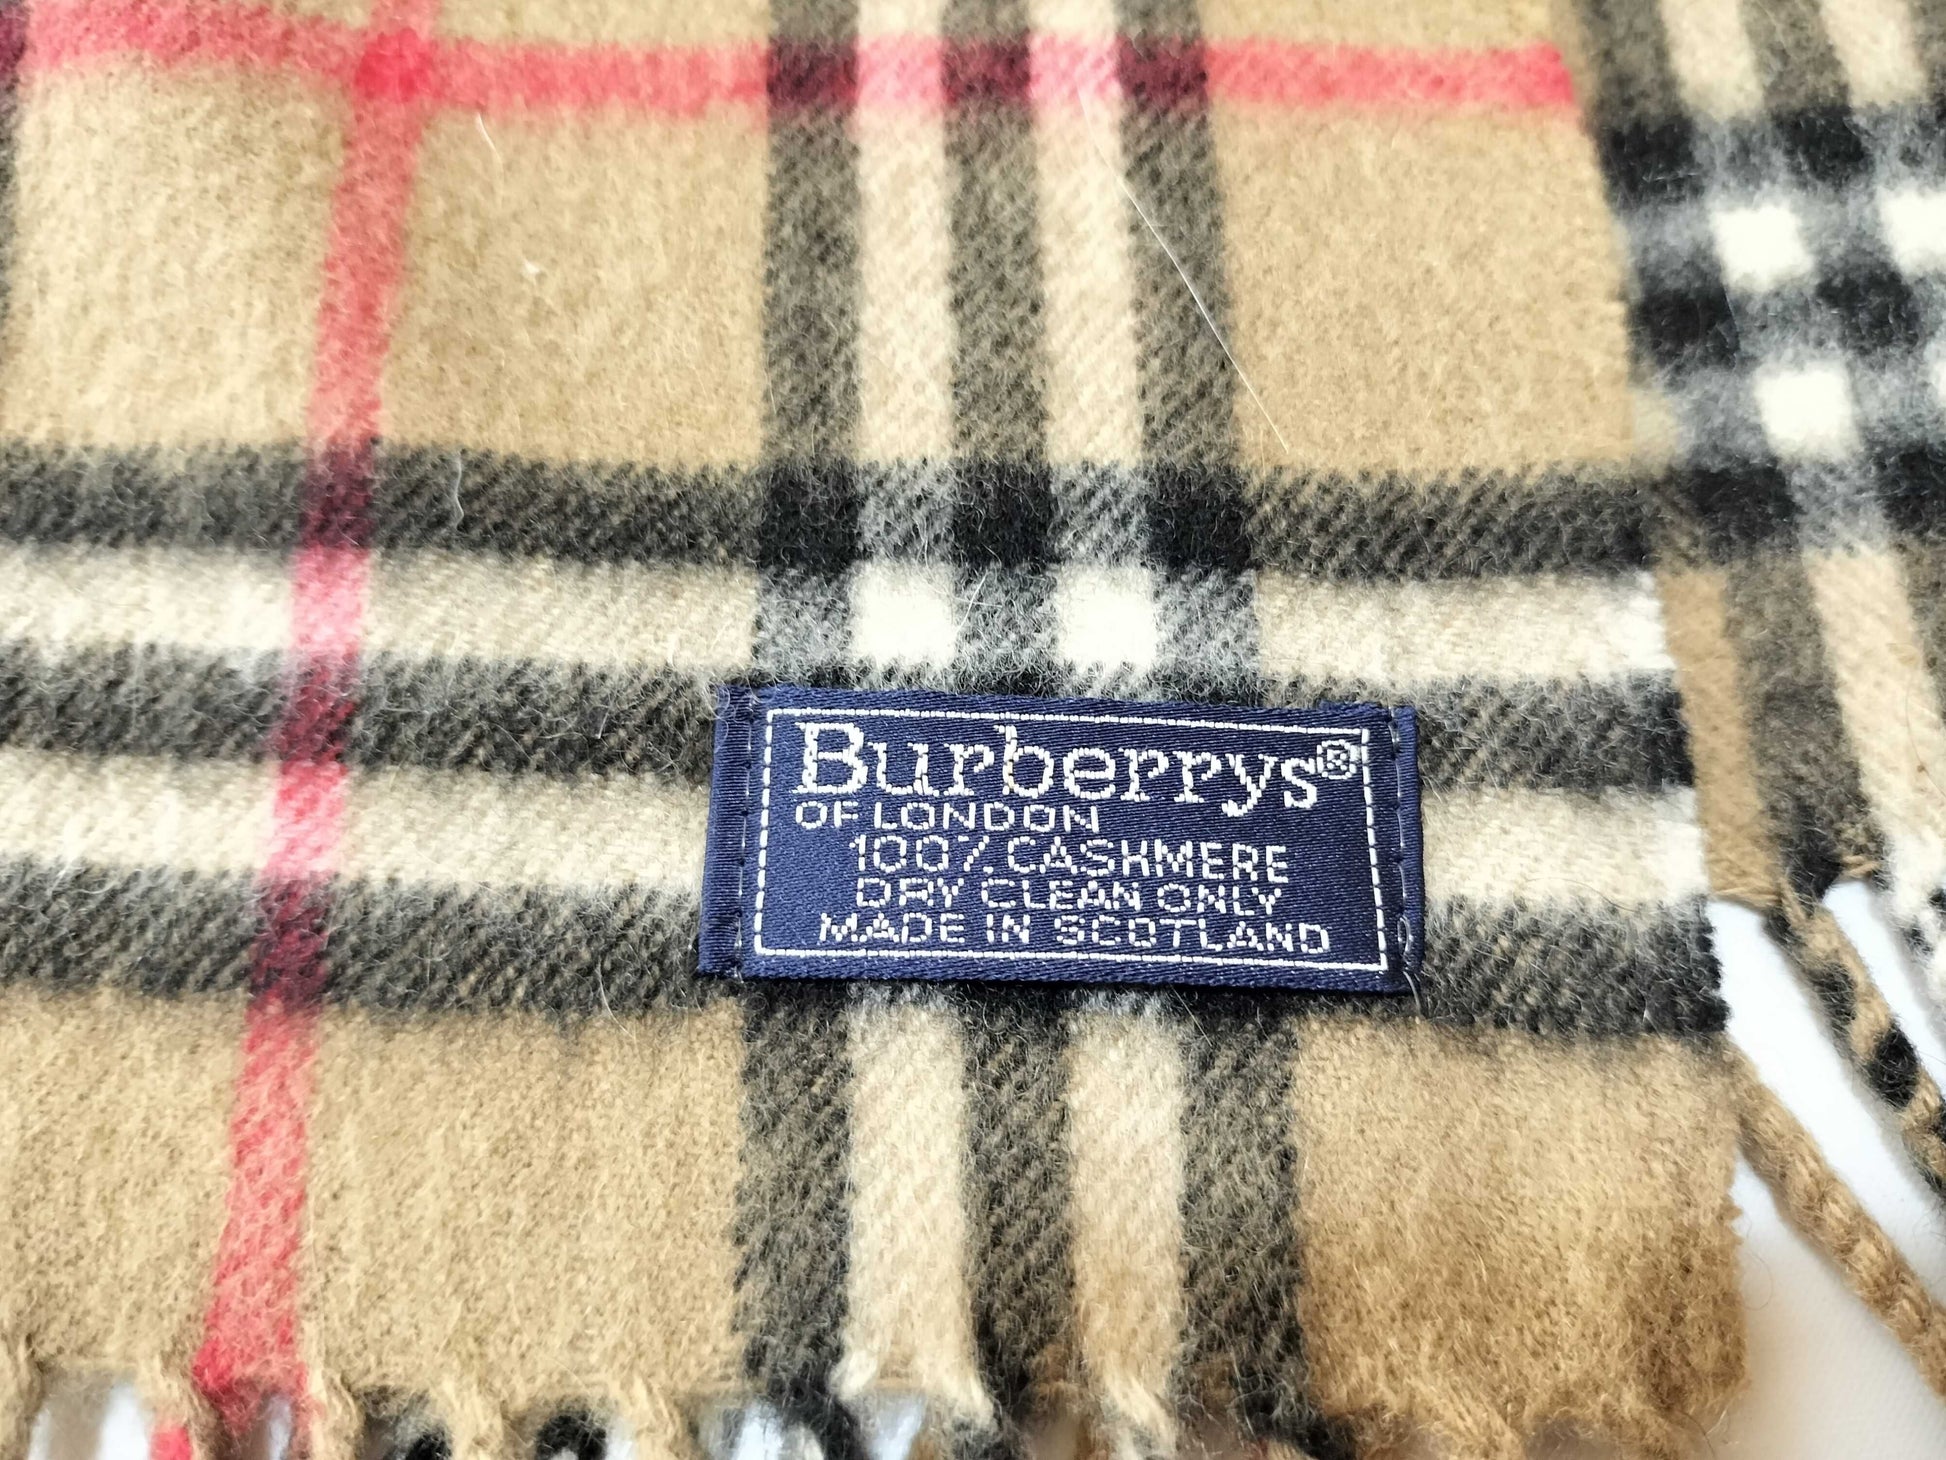 Burberrys®
OF LONDON
100% CASHMERE
DRY CLEAN ONLY
MADE IN SCOTLAND